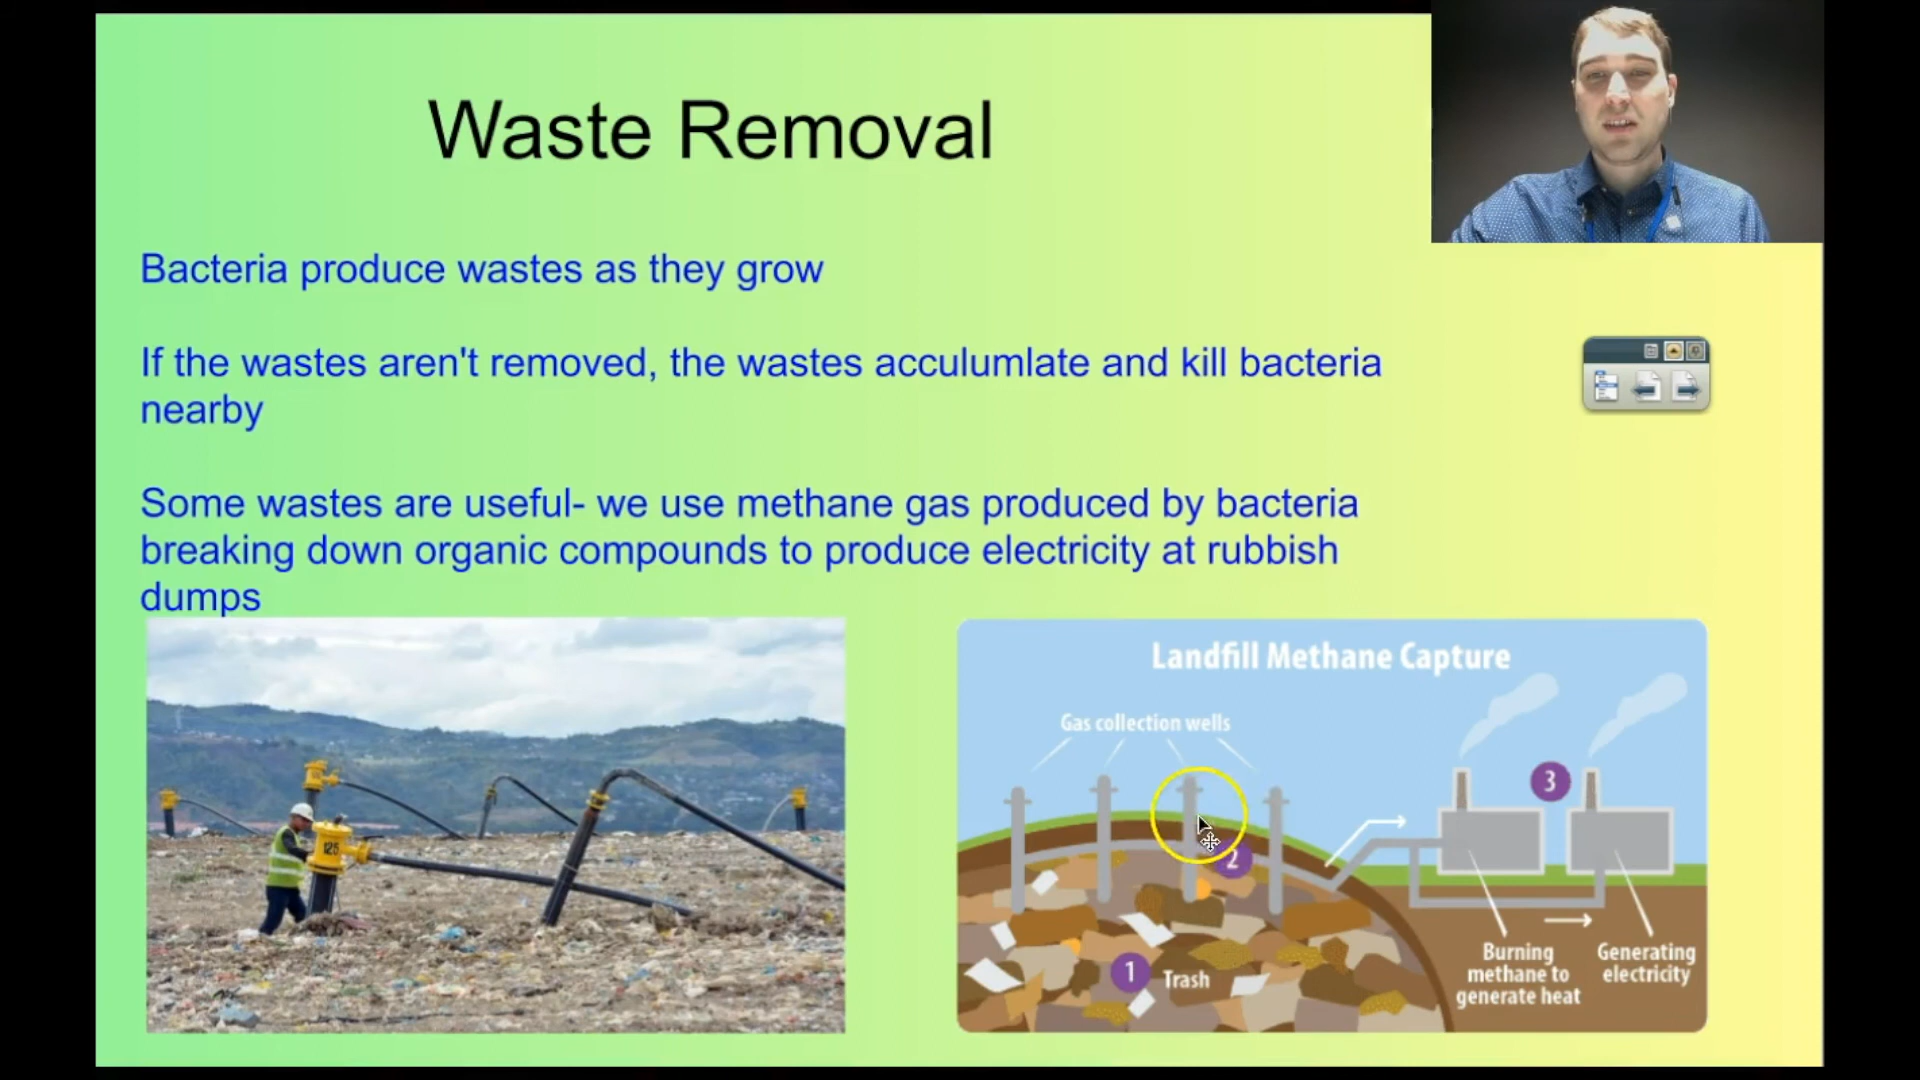 Waste Removal
Bacteria produce wastes as they grow
If the wastes aren't removed, the wastes acculumlate and kill bacteria
nearby
Some wastes are useful- we use methane gas produced by bacteria
breaking down organic compounds to produce electricity at rubbish
dumps
125
Landfill Methane Capture
Gas collection wells
3
2
1 Trash
Burning
methane to
generate heat
Generating
electricity